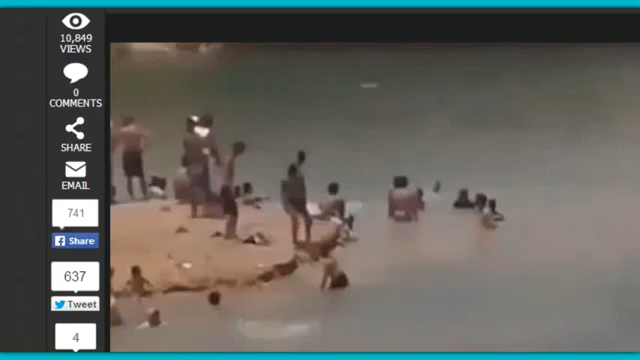 10,849
VIEWS
0
COMMENTS
SHARE
EMAIL
741
Share
637
Tweet
4